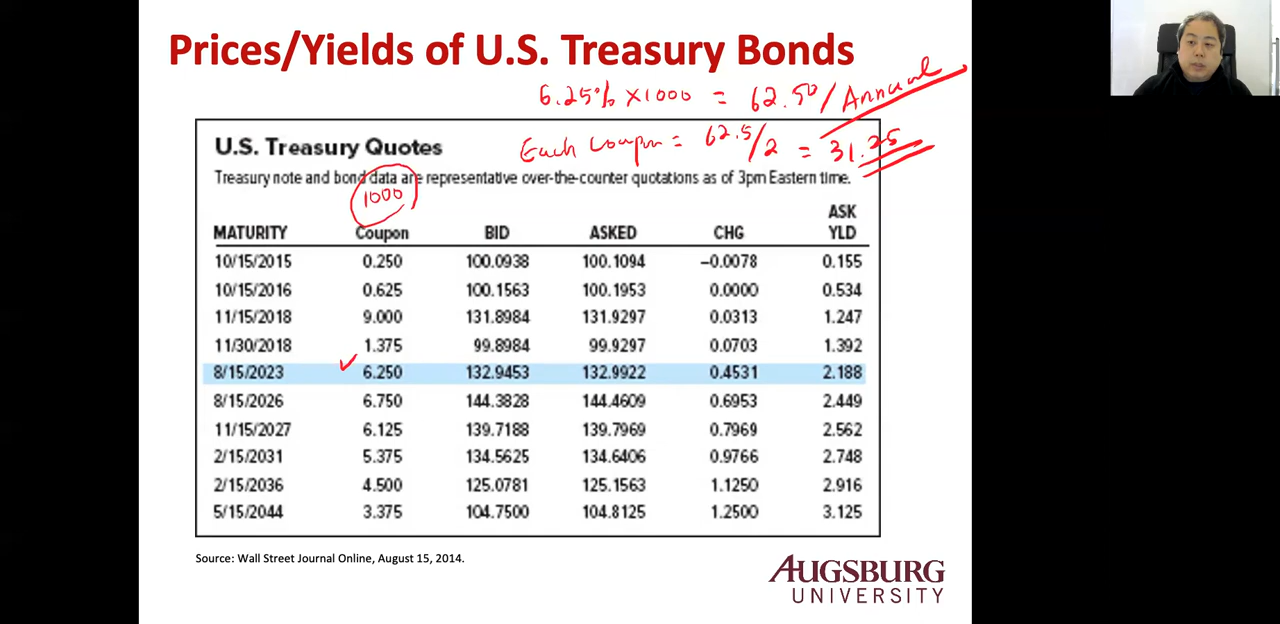 Prices/Yields of U.S. Treasury Bonds
6.25% X1000 = 62.50/Annual
Each Coupon = 62.5/2 = 31.25
U.S. Treasury Quotes
Treasury note and bond data are representative over-the-counter quotations as of 3pm Eastern time.
1000
MATURITY Coupon BID ASKED CHG ASK YLD
10/15/2015 0.250 100.0938 100.1094 −0.0078 0.155
10/15/2016 0.625 100.1563 100.1953 0.0000 0.534
11/15/2018 9.000 131.8984 131.9297 0.0313 1.247
11/30/2018 1.375 99.8984 99.9297 0.0703 1.392
8/15/2023 6.250 132.9453 132.9922 0.4531 2.188
8/15/2026 6.750 144.3828 144.4609 0.6953 2.449
11/15/2027 6.125 139.7188 139.7969 0.7969 2.562
2/15/2031 5.375 134.5625 134.6406 0.9766 2.748
2/15/2036 4.500 125.0781 125.1563 1.1250 2.916
5/15/2044 3.375 104.7500 104.8125 1.2500 3.125
Source: Wall Street Journal Online, August 15, 2014.
AUGSBURG
UNIVERSITY